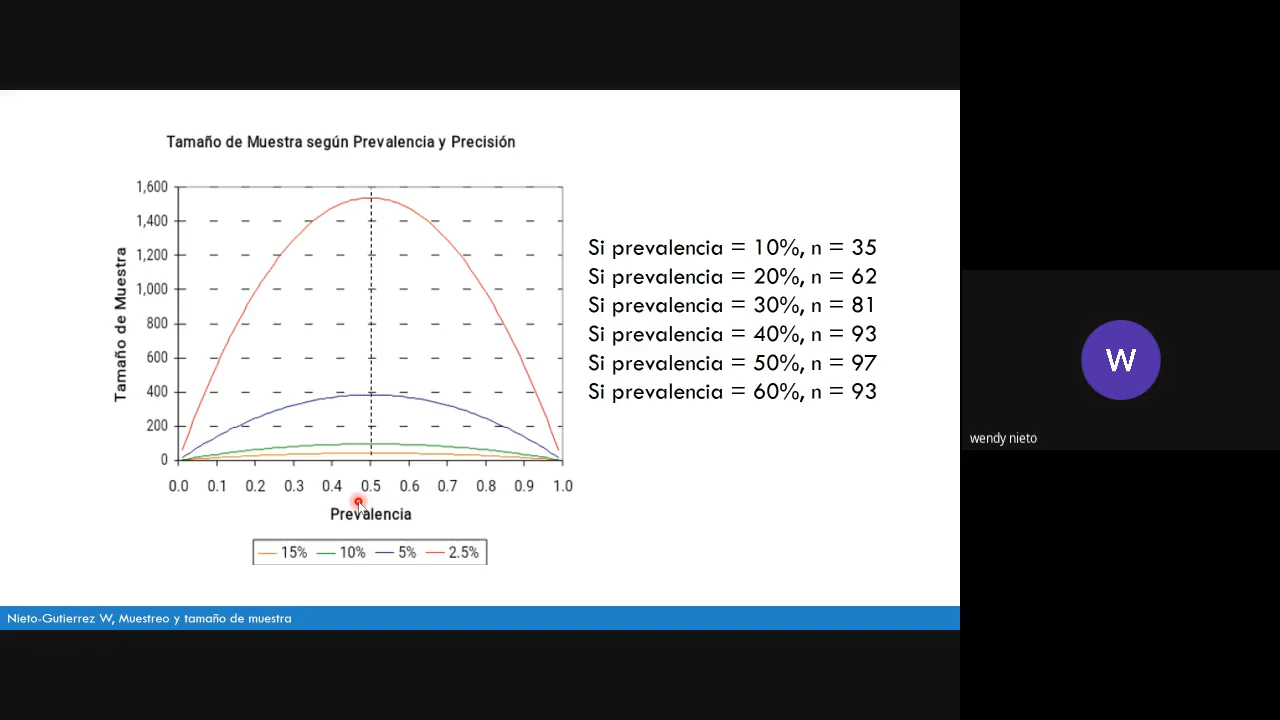 Tamaño de Muestra según Prevalencia y Precisión
Tamaño de Muestra
1,600
1,400
1,200
1,000
800
600
400
200
0
0.0 0.1 0.2 0.3 0.4 0.5 0.6 0.7 0.8 0.9 1.0
Prevalencia
15% 10% 5% 2.5%
Si prevalencia = 10%, n = 35
Si prevalencia = 20%, n = 62
Si prevalencia = 30%, n = 81
Si prevalencia = 40%, n = 93
Si prevalencia = 50%, n = 97
Si prevalencia = 60%, n = 93
Nieto-Gutierrez W, Muestreo y tamaño de muestra
W
wendy nieto